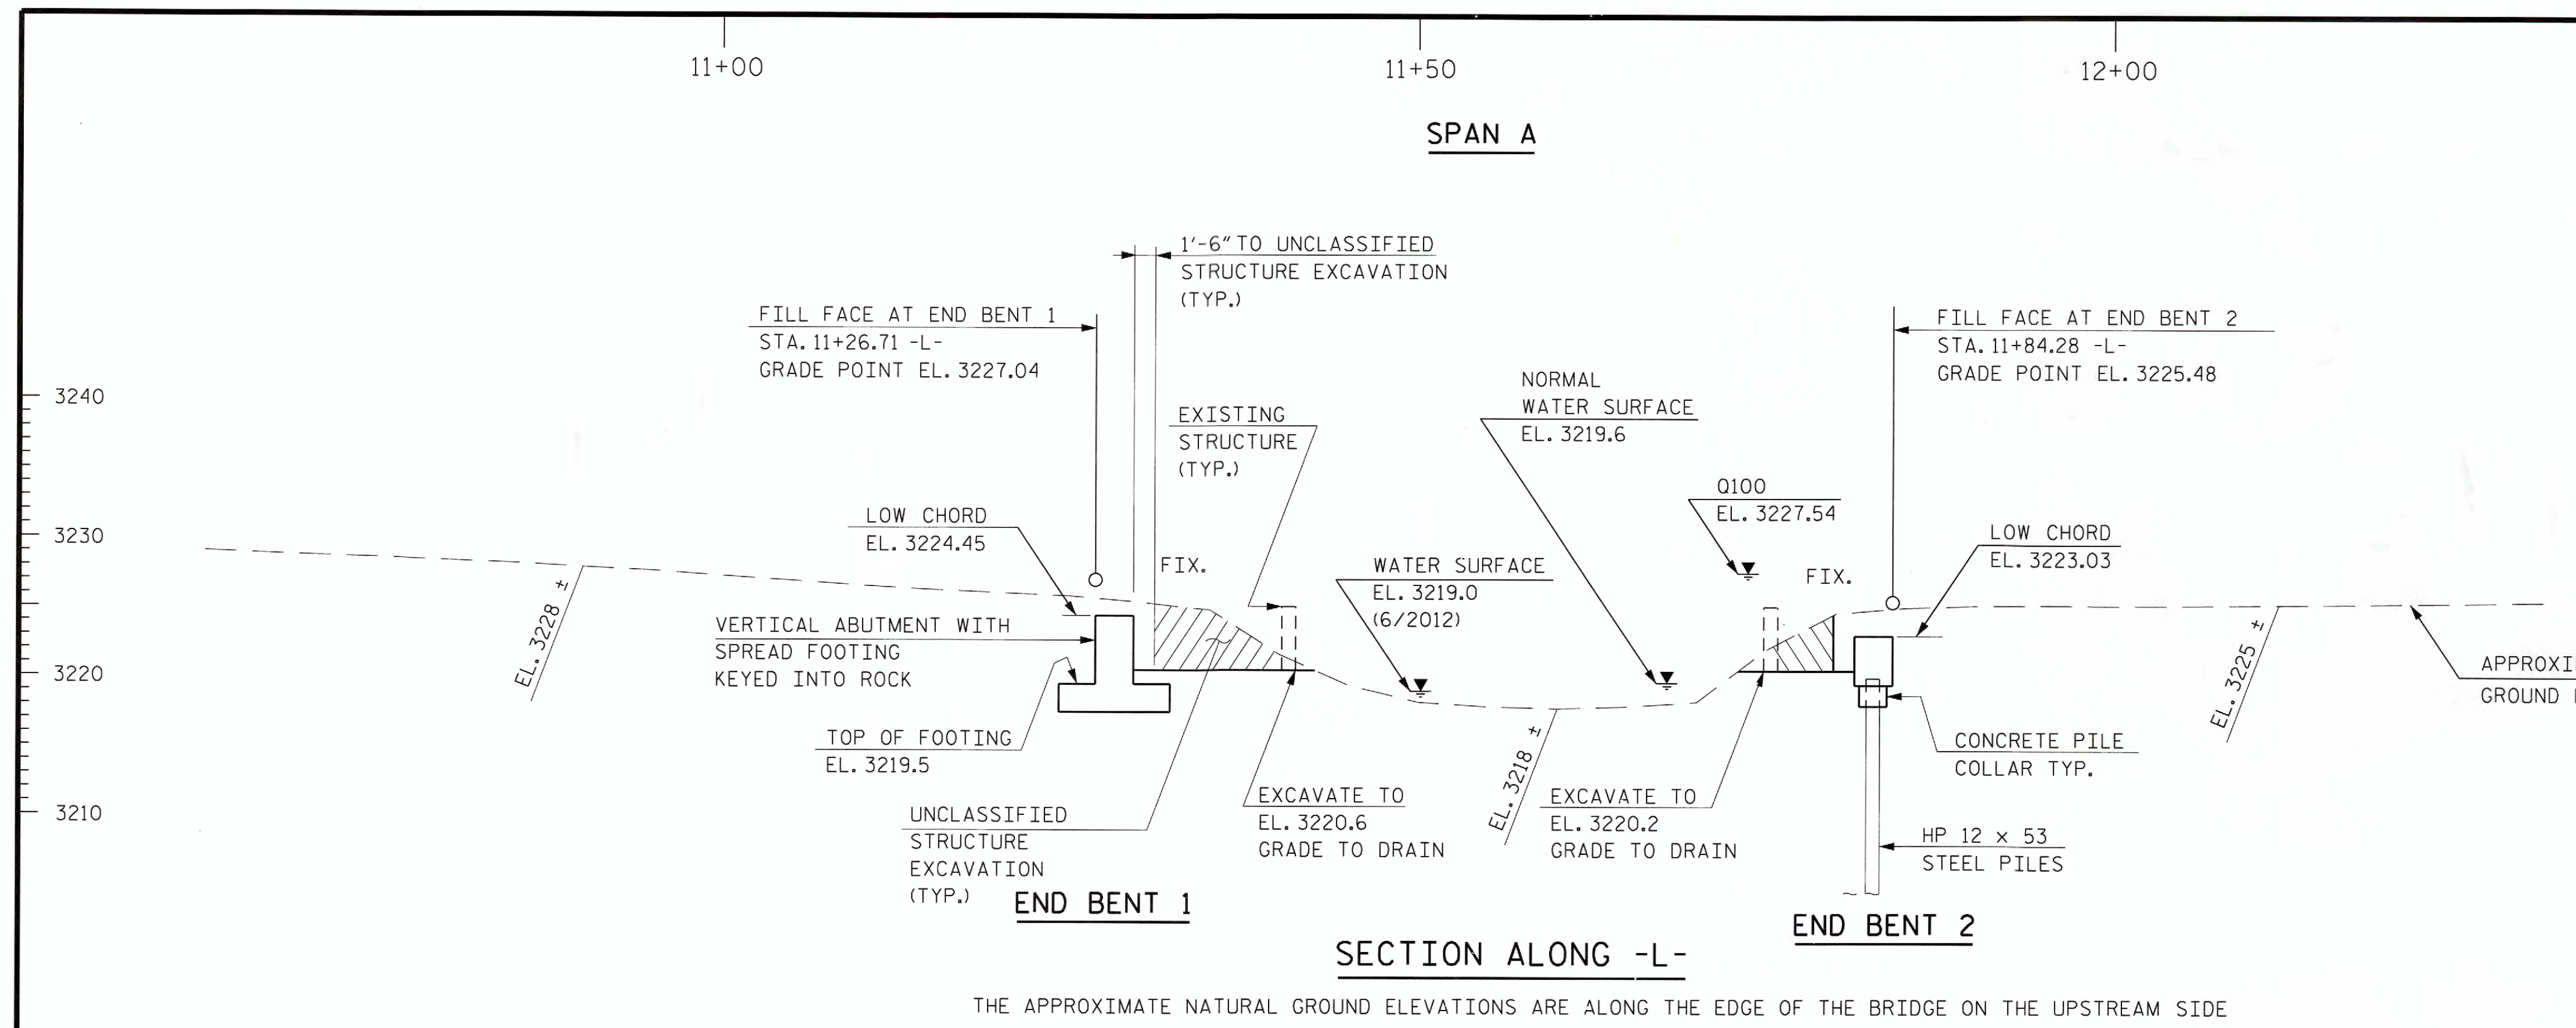 11+00
11+50
12+00
SPAN A
1'-6" TO UNCLASSIFIED
STRUCTURE EXCAVATION
(TYP.)
FILL FACE AT END BENT 1
STA. 11+26.71 -L-
GRADE POINT EL. 3227.04
FILL FACE AT END BENT 2
STA. 11+84.28 -L-
GRADE POINT EL. 3225.48
EXISTING
STRUCTURE
(TYP.)
NORMAL
WATER SURFACE
EL. 3219.6
Q100
EL. 3227.54
3240
3230
3220
3210
LOW CHORD
EL. 3224.45
FIX.
WATER SURFACE
EL. 3219.0
(6/2012)
FIX.
LOW CHORD
EL. 3223.03
EL. 3228 ±
VERTICAL ABUTMENT WITH
SPREAD FOOTING
KEYED INTO ROCK
TOP OF FOOTING
EL. 3219.5
UNCLASSIFIED
STRUCTURE
EXCAVATION
(TYP.)
EXCAVATE TO
EL. 3220.6
GRADE TO DRAIN
EL. 3218 ±
EXCAVATE TO
EL. 3220.2
GRADE TO DRAIN
EL. 3225 ±
APPROXI
GROUND
CONCRETE PILE
COLLAR TYP.
HP 12 x 53
STEEL PILES
END BENT 1
END BENT 2
SECTION ALONG -L-
THE APPROXIMATE NATURAL GROUND ELEVATIONS ARE ALONG THE EDGE OF THE BRIDGE ON THE UPSTREAM SIDE